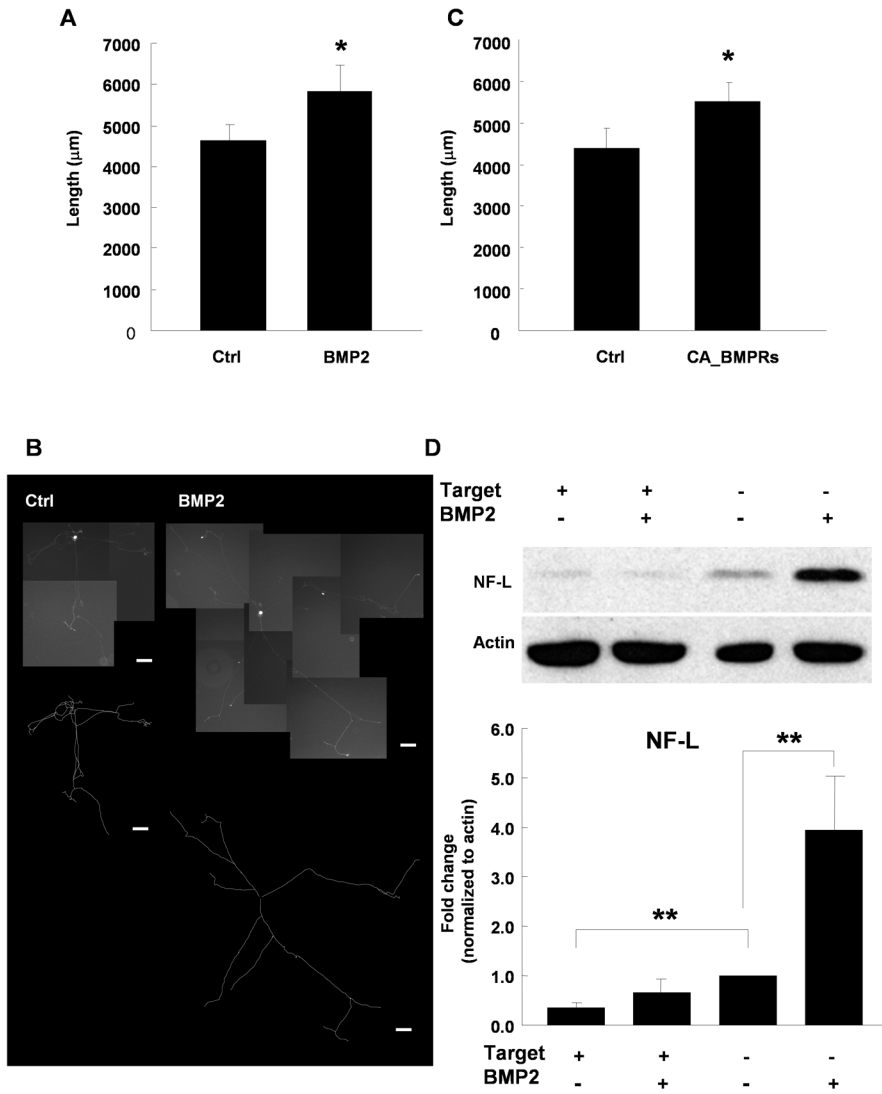 A
7000
6000
5000
4000
3000
2000
1000
0
Length (μm)
*
Ctrl BMP2
C
7000
6000
5000
4000
3000
2000
1000
0
Length (μm)
*
Ctrl CA_BMPRs
B
Ctrl BMP2
D
Target + + - -
BMP2 - + - +
NF-L
Actin
NF-L
6.0
5.0
4.0
3.0
2.0
1.0
0.0
Fold change
(normalized to actin)
**
**
Target + + - -
BMP2 - + - +